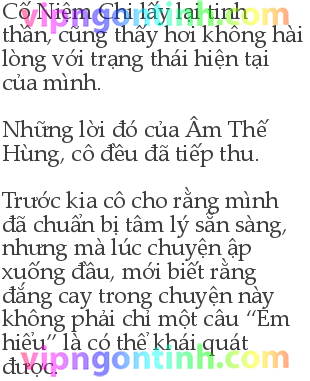 Cố Niệm Chi lấy lại tinh
thần, cũng thấy hơi không hài
lòng với trạng thái hiện tại
của mình.
Những lời đó của Âm Thế
Hùng, cô đều đã tiếp thu.
Trước kia cô cho rằng mình
đã chuẩn bị tâm lý sẵn sàng,
nhưng mà lúc chuyện ập
xuống đầu, mới biết rằng
đắng cay trong chuyện này
không phải chỉ một câu “Em
hiểu” là có thể khái quát
được.
vipngontinh.com
vipngontinh.com